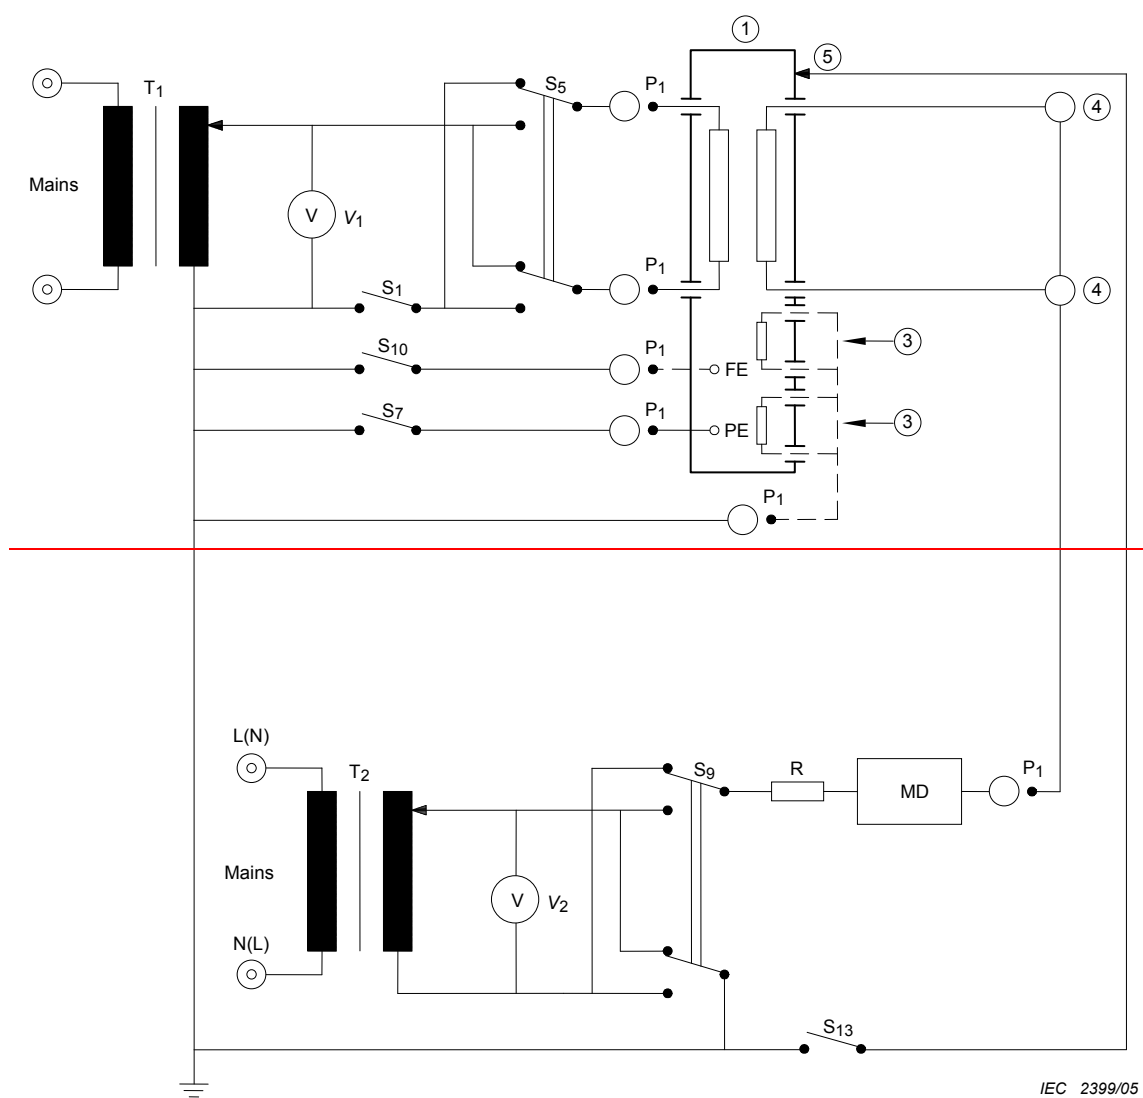 1
5
T1
S5
P1
4
Mains
V
V1
P1
S1
4
S10
P1
FE
3
S7
P1
PE
3
P1
L(N)
T2
S9
R
P1
MD
Mains
V
V2
N(L)
S13
IEC 2399/05